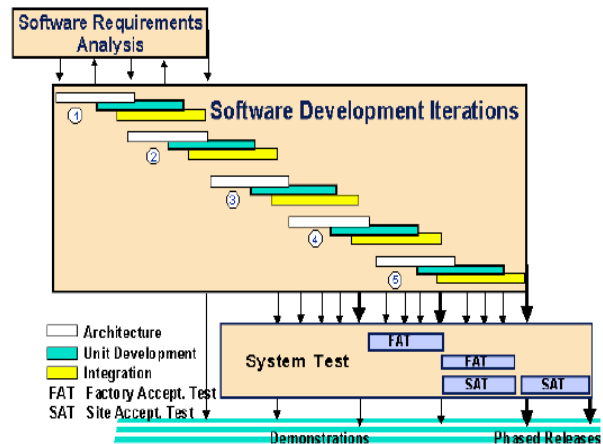 Software Requirements
Analysis
Software Development Iterations
1
2
3
4
5
Architecture
Unit Development
Integration
FAT Factory Accept. Test
SAT Site Accept. Test
System Test
FAT
FAT
SAT
SAT
Demonstrations
Phased Releases